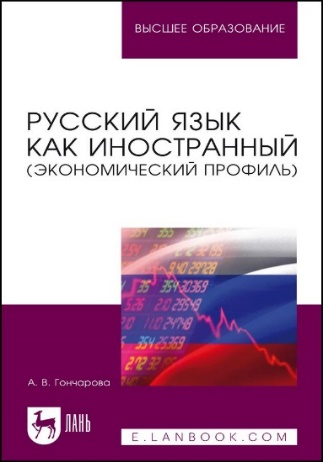 ВЫСШЕЕ ОБРАЗОВАНИЕ
РУССКИЙ ЯЗЫК
КАК ИНОСТРАННЫЙ
(ЭКОНОМИЧЕСКИЙ ПРОФИЛЬ)
А. В. Гончарова
ЛАНЬ
E.LANBOOK.COM